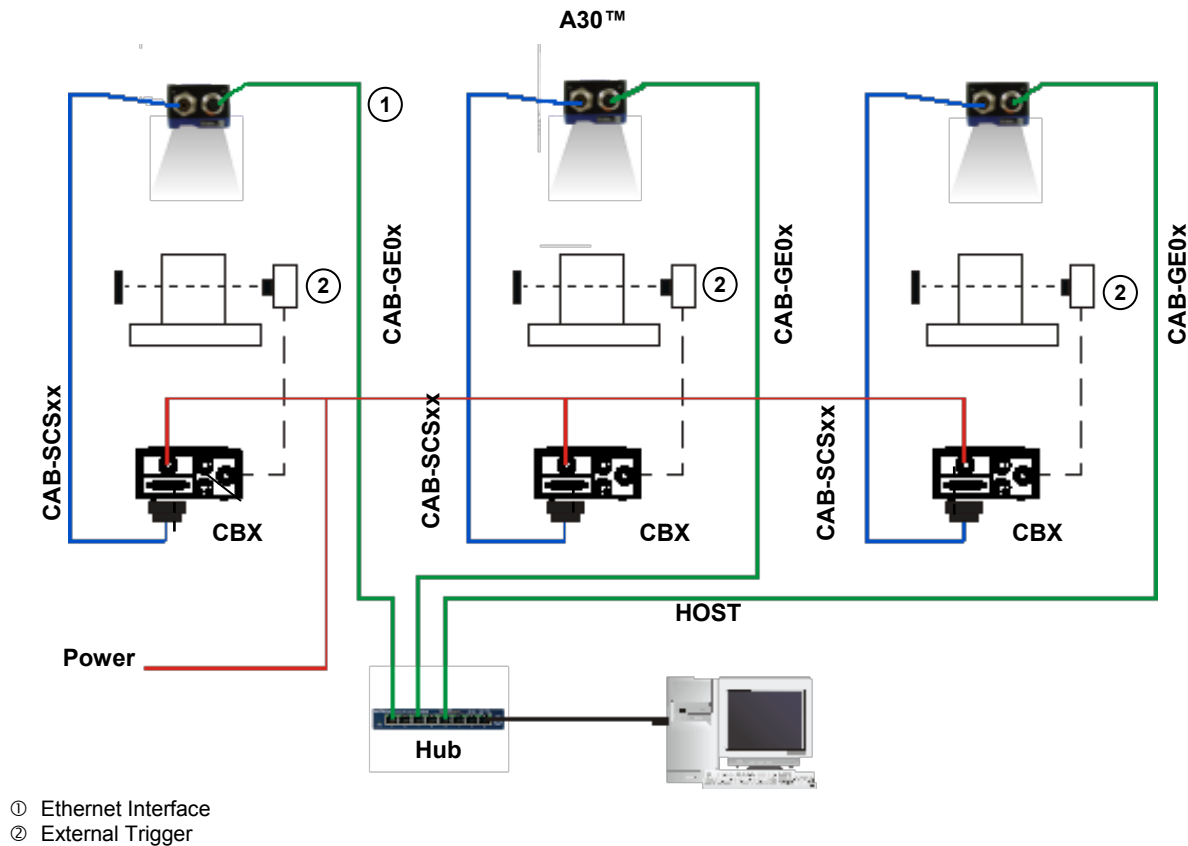 A30™
1
CAB-GE0x
CAB-GE0x
CAB-GE0x
2
2
2
CAB-SCSxx
CAB-SCSxx
CAB-SCSxx
CBX
CBX
CBX
HOST
Power
Hub
① Ethernet Interface
② External Trigger